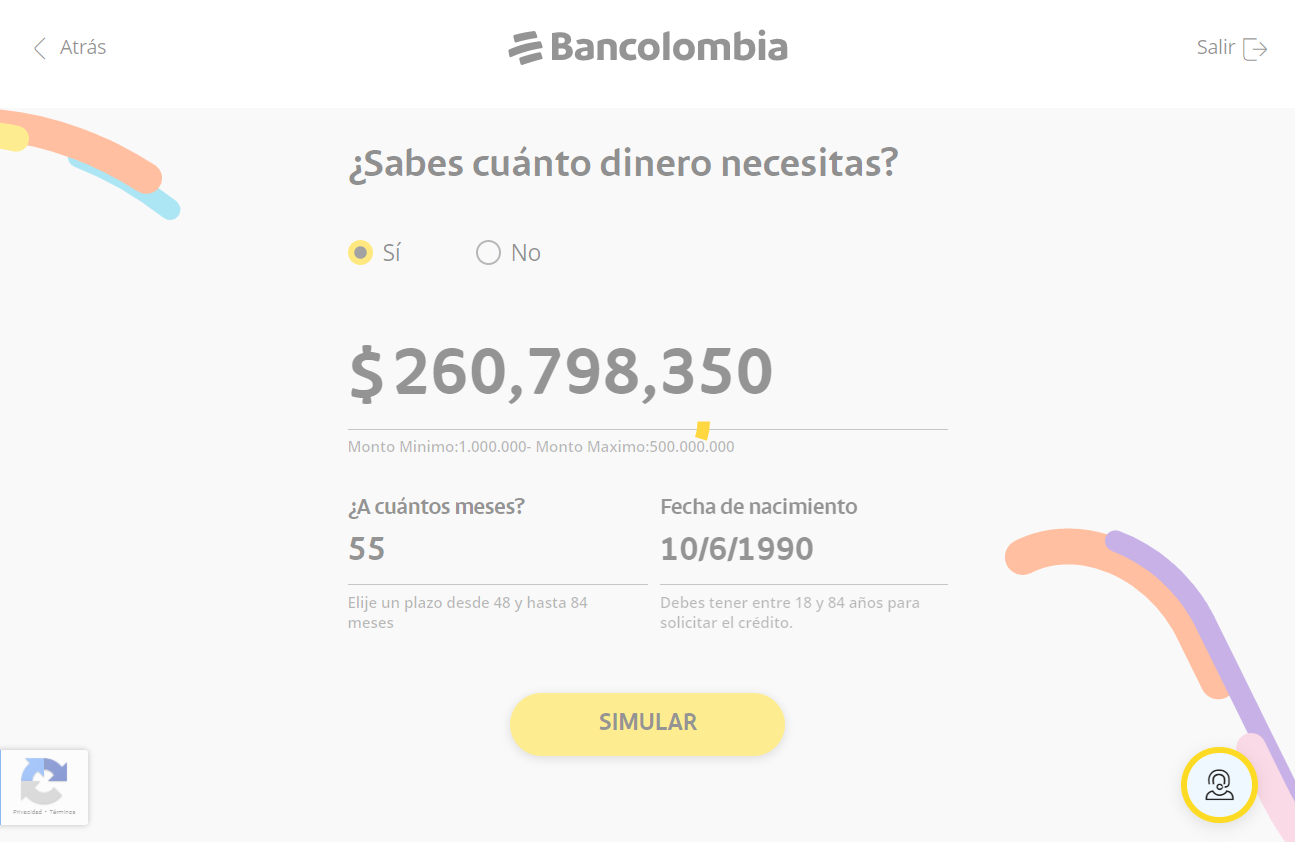 Atrás
Bancolombia
Salir
¿Sabes cuánto dinero necesitas?
Sí
No
$ 260,798,350
Monto Minimo:1.000.000- Monto Maximo:500.000.000
¿A cuántos meses?
Fecha de nacimiento
55
10/6/1990
Elije un plazo desde 48 y hasta 84
meses
Debes tener entre 18 y 84 años para
solicitar el crédito.
SIMULAR
Privacidad - Términos